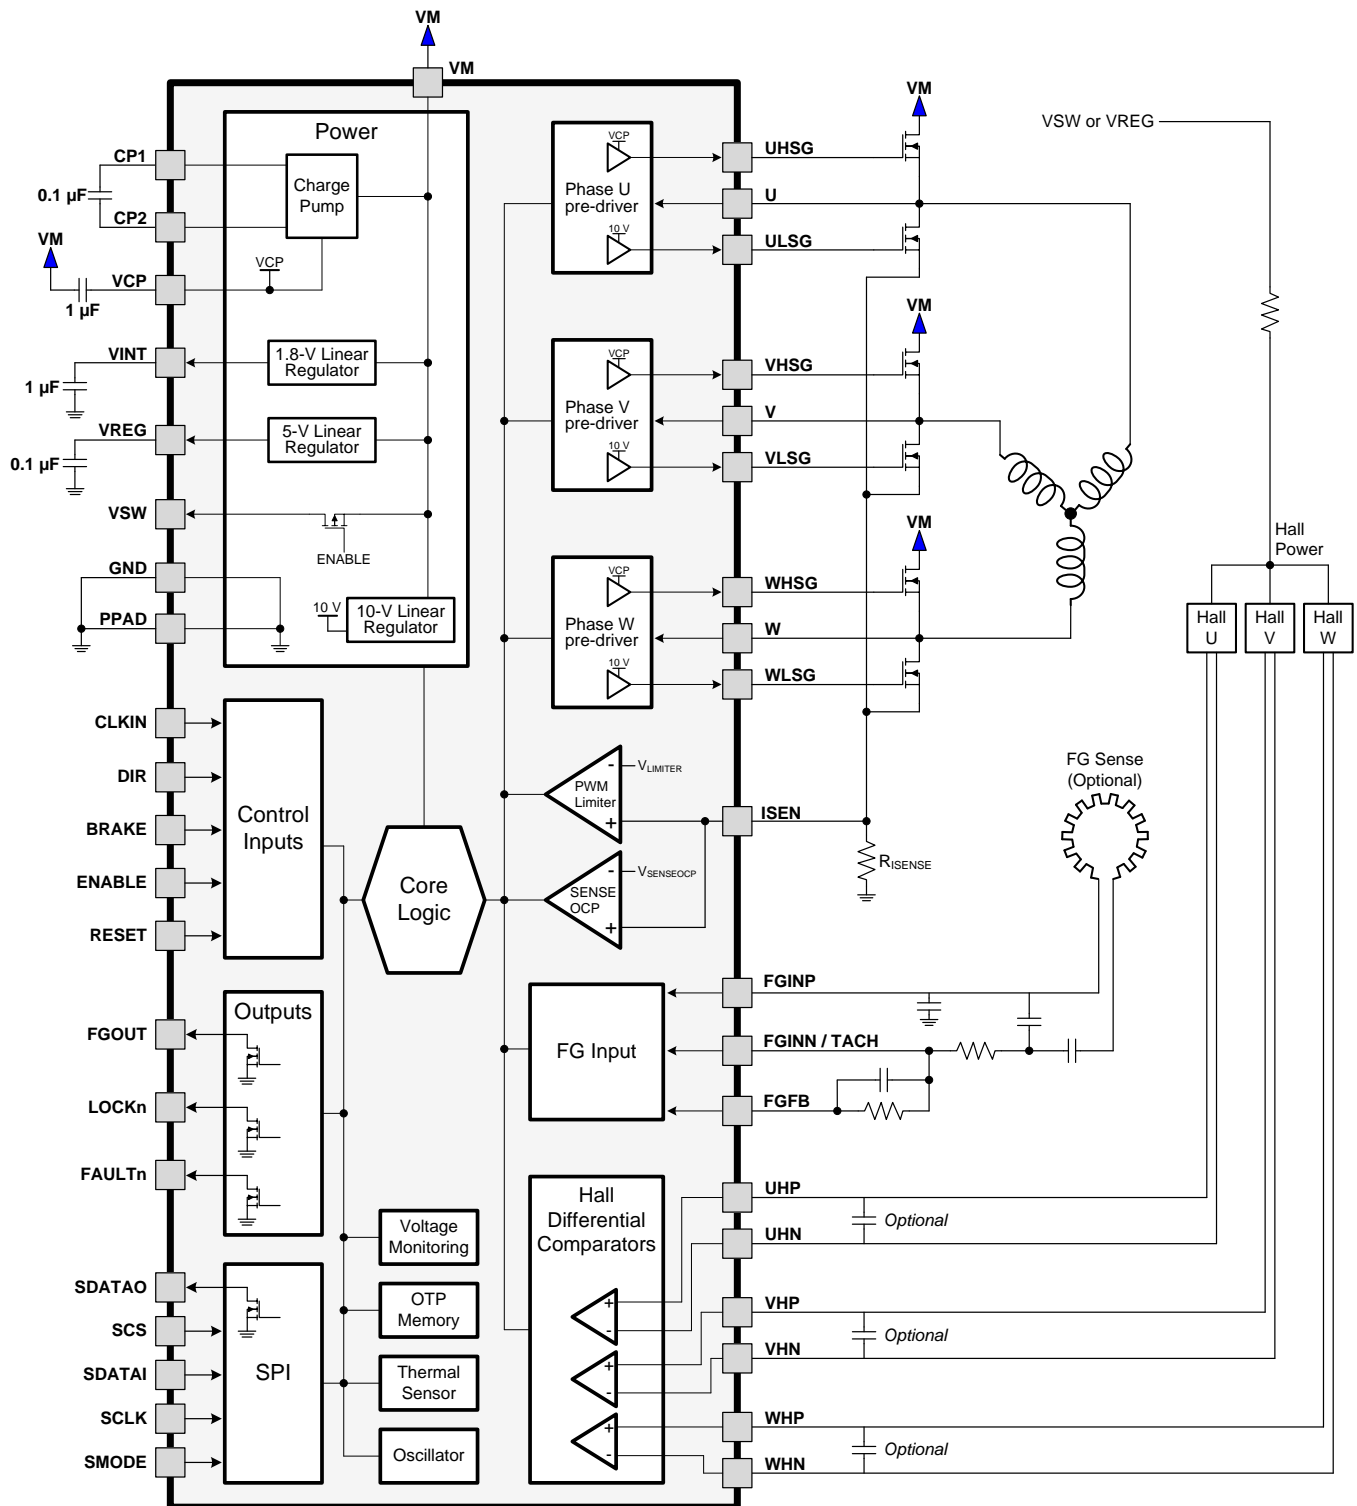 VM
VM
Power
CP1
0.1 µF
CP2
Charge
Pump
VM
VCP
VCP
1 µF
VINT
1 µF
1.8-V Linear
Regulator
VREG
0.1 µF
5-V Linear
Regulator
VSW
ENABLE
GND
PPAD
10 V
10-V Linear
Regulator
CLKIN
DIR
BRAKE
ENABLE
RESET
Control
Inputs
Core
Logic
Outputs
FGOUT
LOCKn
FAULTn
SDATAO
SCS
SDATAI
SCLK
SMODE
SPI
Voltage
Monitoring
OTP
Memory
Thermal
Sensor
Oscillator
VCP
Phase U
pre-driver
10 V
UHSG
U
ULSG
VM
VCP
Phase V
pre-driver
10 V
VHSG
V
VLSG
VM
VCP
Phase W
pre-driver
10 V
WHSG
W
WLSG
VM
- VLIMITER
PWM
Limiter
+
- VSENSEOCP
SENSE
OCP
+
ISEN
RISENSE
FG Input
FGINP
FGINN / TACH
FGFB
FG Sense
(Optional)
VSW or VREG
Hall
Power
Hall
U
Hall
V
Hall
W
Hall
Differential
Comparators
+
-
+
-
+
-
UHP
Optional
UHN
VHP
Optional
VHN
WHP
Optional
WHN